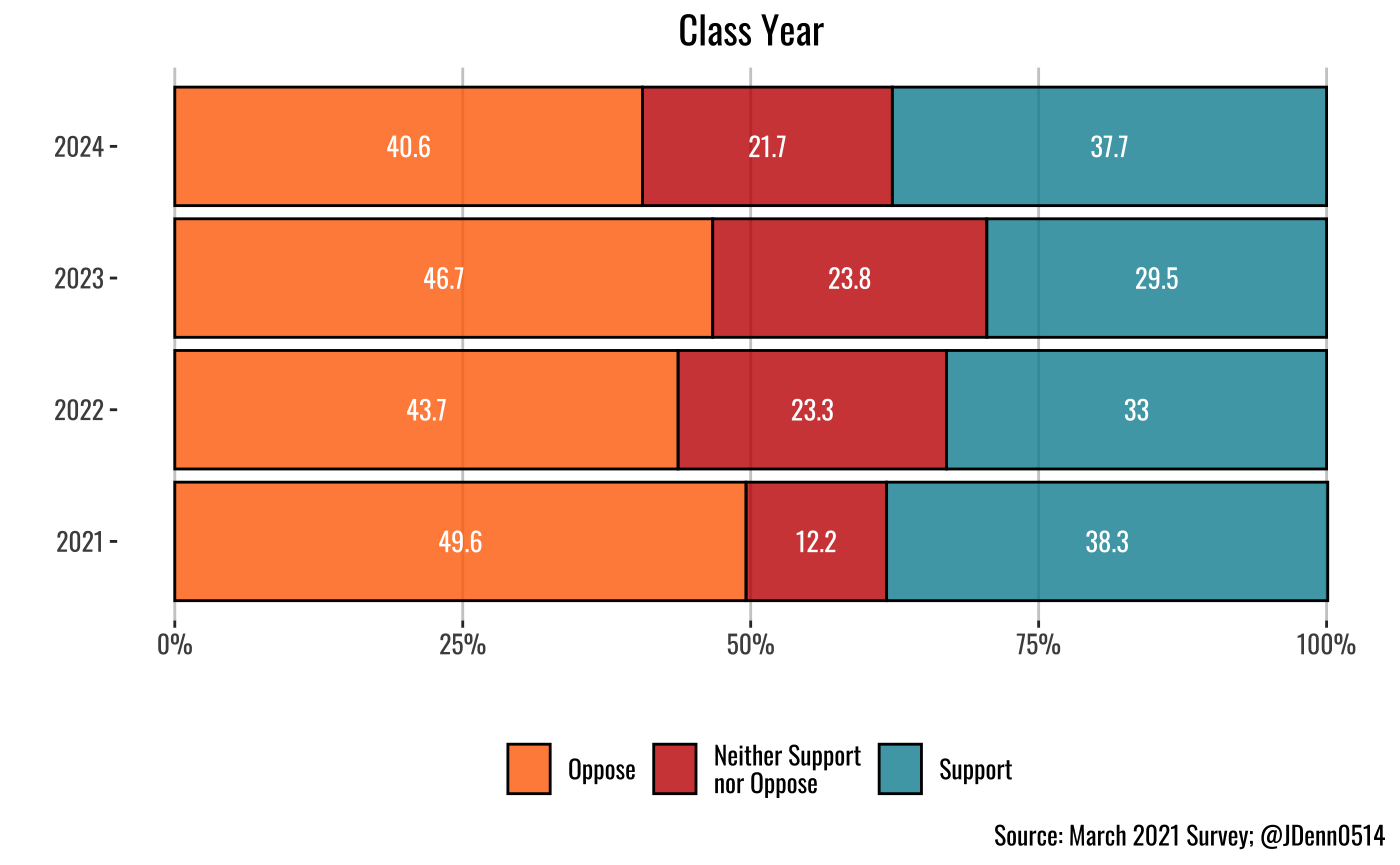 Class Year
2024
40.6 21.7 37.7
2023
46.7 23.8 29.5
2022
43.7 23.3 33
2021
49.6 12.2 38.3
0% 25% 50% 75% 100%
Oppose
Neither Support
nor Oppose
Support
Source: March 2021 Survey; @JDenn0514